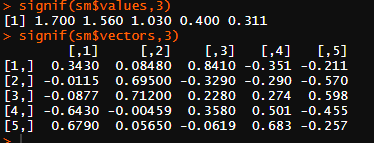 > signif(sm$values,3)
[1] 1.700 1.560 1.030 0.400 0.311
> signif(sm$vectors,3)
[,1] [,2] [,3] [,4] [,5]
[1,] 0.3430 0.08480 0.8410 -0.351 -0.211
[2,] -0.0115 0.69500 -0.3290 -0.290 -0.570
[3,] -0.0877 0.71200 0.2280 0.274 0.598
[4,] -0.6430 -0.00459 0.3580 0.501 -0.455
[5,] 0.6790 0.05650 -0.0619 0.683 -0.257
>